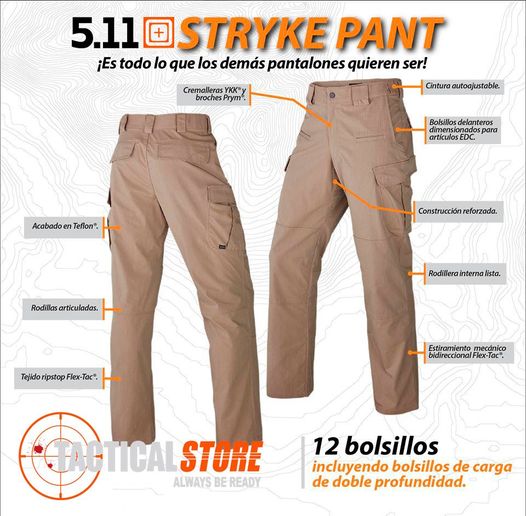 5.11 STRYKE PANT
¡Es todo lo que los demás pantalones quieren ser!
Cremalleras YKK® y
broches Prym®.
Cintura autoajustable.
Bolsillos delanteros
dimensionados para
artículos EDC.
Construcción reforzada.
Acabado en Teflon®.
Rodillera interna lista.
Rodillas articuladas.
Estiramiento mecánico
bidireccional Flex-Tac®.
Tejido ripstop Flex-Tac®.
TACTICAL STORE
ALWAYS BE READY
12 bolsillos
incluyendo bolsillos de carga
de doble profundidad.